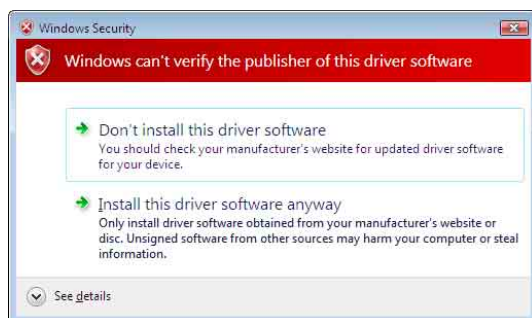 Windows Security
Windows can't verify the publisher of this driver software
Don't install this driver software
You should check your manufacturer's website for updated driver software
for your device.
Install this driver software anyway
Only install driver software obtained from your manufacturer's website or
disc. Unsigned software from other sources may harm your computer or steal
information.
See details